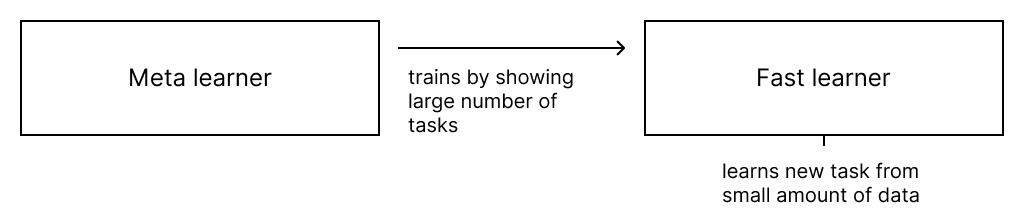 Meta learner
trains by showing
large number of
tasks
Fast learner
learns new task from
small amount of data